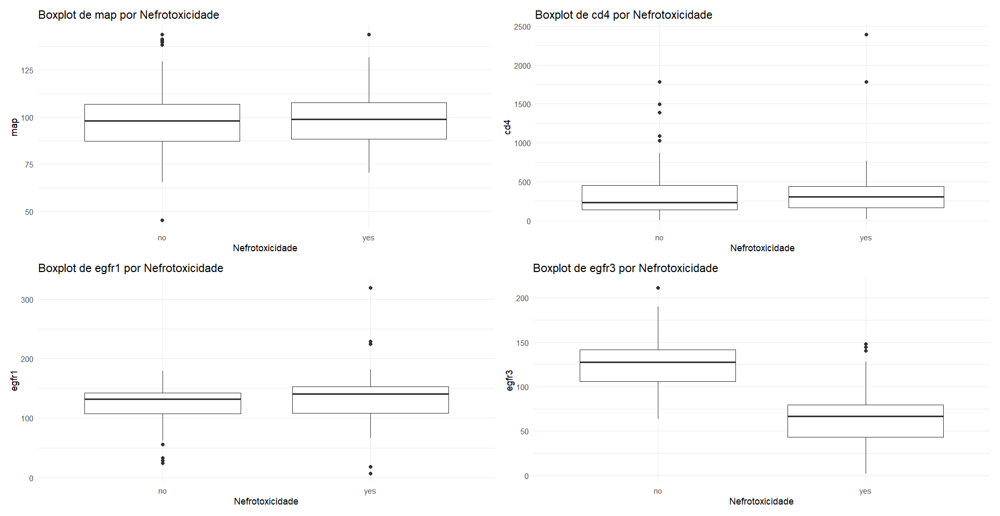 Boxplot de map por Nefrotoxicidade
125
100
75
50
map
no
yes
Nefrotoxicidade
Boxplot de cd4 por Nefrotoxicidade
2500
2000
1500
1000
500
0
cd4
no
yes
Nefrotoxicidade
Boxplot de egfr1 por Nefrotoxicidade
300
200
100
0
egfr1
no
yes
Nefrotoxicidade
Boxplot de egfr3 por Nefrotoxicidade
200
150
100
50
0
egfr3
no
yes
Nefrotoxicidade